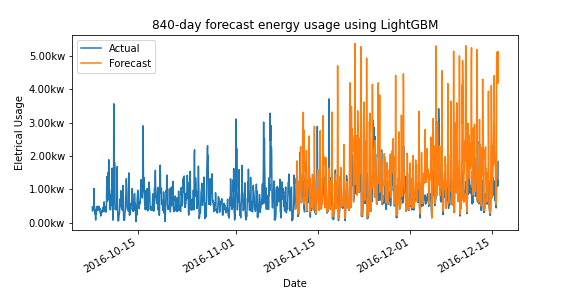 840-day forecast energy usage using LightGBM
Actual
Forecast
5.00kw
4.00kw
3.00kw
2.00kw
1.00kw
0.00kw
Eletrical Usage
2016-10-15
2016-11-01
2016-11-15
2016-12-01
2016-12-15
Date